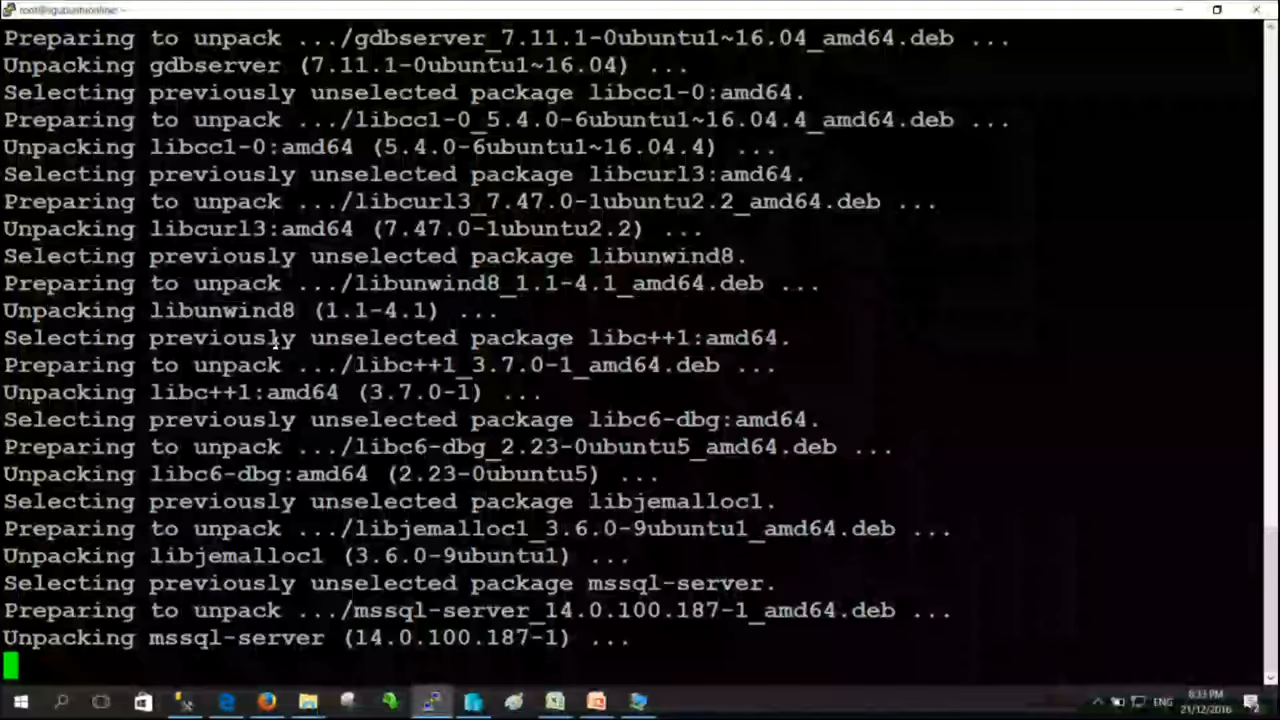 Preparing to unpack .../gdbserver_7.11.1-0ubuntu1~16.04_amd64.deb ...
Unpacking gdbserver (7.11.1-0ubuntu1~16.04) ...
Selecting previously unselected package libcc1-0:amd64.
Preparing to unpack .../libcc1-0_5.4.0-6ubuntu1~16.04.4_amd64.deb ...
Unpacking libcc1-0:amd64 (5.4.0-6ubuntu1~16.04.4) ...
Selecting previously unselected package libcurl3:amd64.
Preparing to unpack .../libcurl3_7.47.0-1ubuntu2.2_amd64.deb ...
Unpacking libcurl3:amd64 (7.47.0-1ubuntu2.2) ...
Selecting previously unselected package libunwind8.
Preparing to unpack .../libunwind8_1.1-4.1_amd64.deb ...
Unpacking libunwind8 (1.1-4.1) ...
Selecting previously unselected package libc++1:amd64.
Preparing to unpack .../libc++1_3.7.0-1_amd64.deb ...
Unpacking libc++1:amd64 (3.7.0-1) ...
Selecting previously unselected package libc6-dbg:amd64.
Preparing to unpack .../libc6-dbg_2.23-0ubuntu5_amd64.deb ...
Unpacking libc6-dbg:amd64 (2.23-0ubuntu5) ...
Selecting previously unselected package libjemalloc1.
Preparing to unpack .../libjemalloc1_3.6.0-9ubuntu1_amd64.deb ...
Unpacking libjemalloc1 (3.6.0-9ubuntu1) ...
Selecting previously unselected package mssql-server.
Preparing to unpack .../mssql-server_14.0.100.187-1_amd64.deb ...
Unpacking mssql-server (14.0.100.187-1) ...
ENG
8:33 PM
21/12/2016